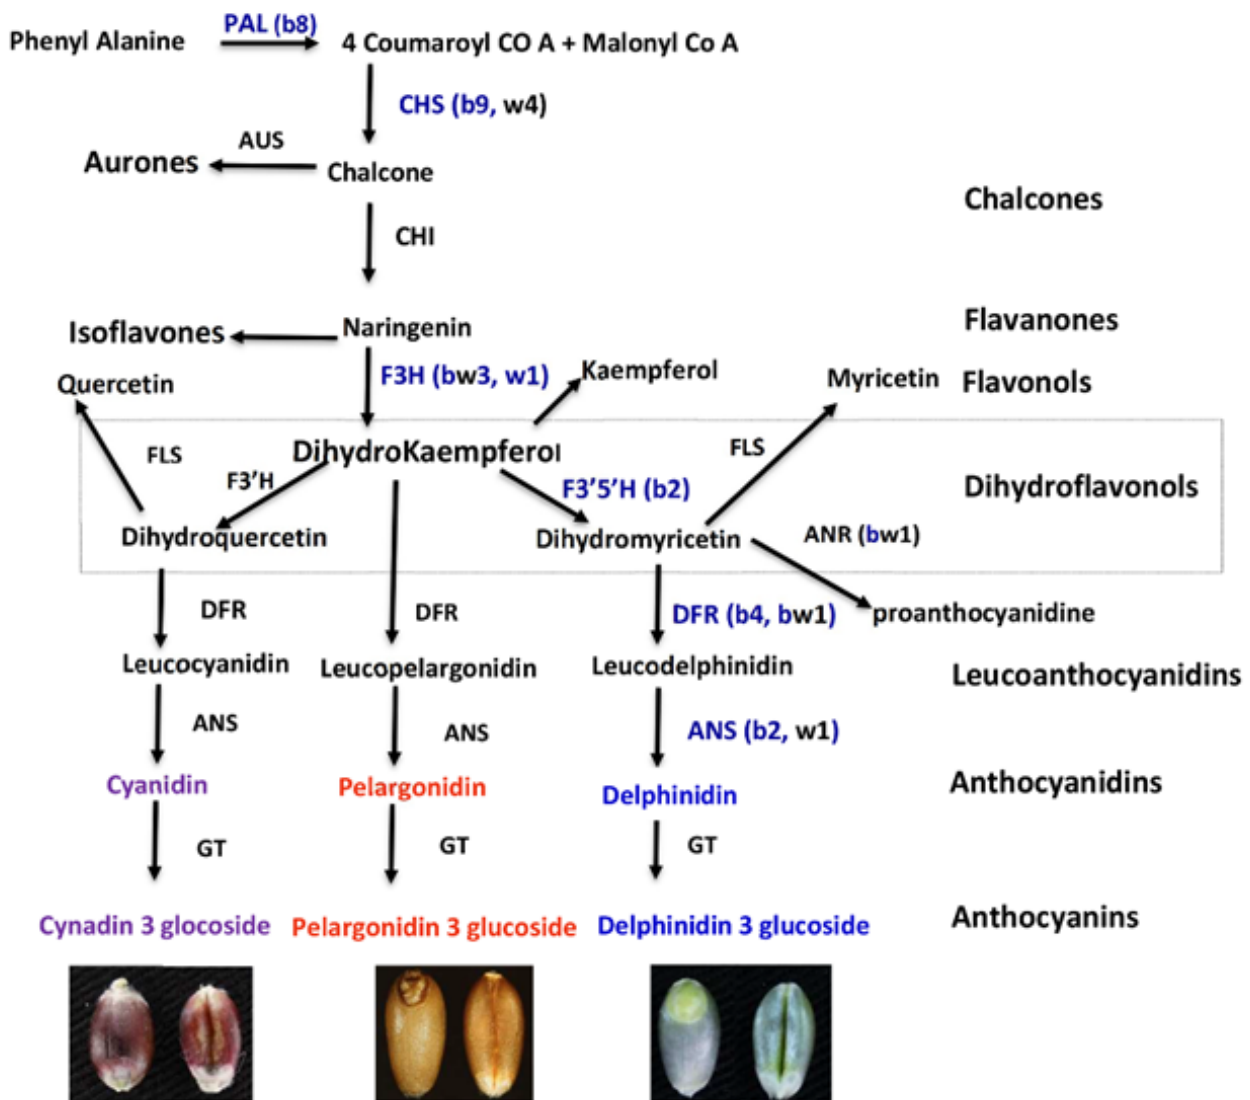 PAL (b8)
Phenyl Alanine
4 Coumaroyl CO A + Malonyl Co A
CHS (b9, w4)
AUS
Aurones
Chalcone
Chalcones
CHI
Isoflavones
Naringenin
Flavanones
F3H (bw3, w1)
Kaempferol
Quercetin
Myricetin
Flavonols
FLS
DihydroKaempferol
FLS
F3'H
F3'5'H (b2)
Dihydroflavonols
Dihydroquercetin
Dihydromyricetin
ANR (bw1)
DFR
DFR
DFR (b4, bw1)
proanthocyanidine
Leucocyanidin
Leucopelargonidin
Leucodelphinidin
Leucoanthocyanidins
ANS
ANS
ANS (b2, w1)
Cyanidin
Pelargonidin
Delphinidin
Anthocyanidins
GT
GT
GT
Cynadin 3 glocoside
Pelargonidin 3 glucoside
Delphinidin 3 glucoside
Anthocyanins